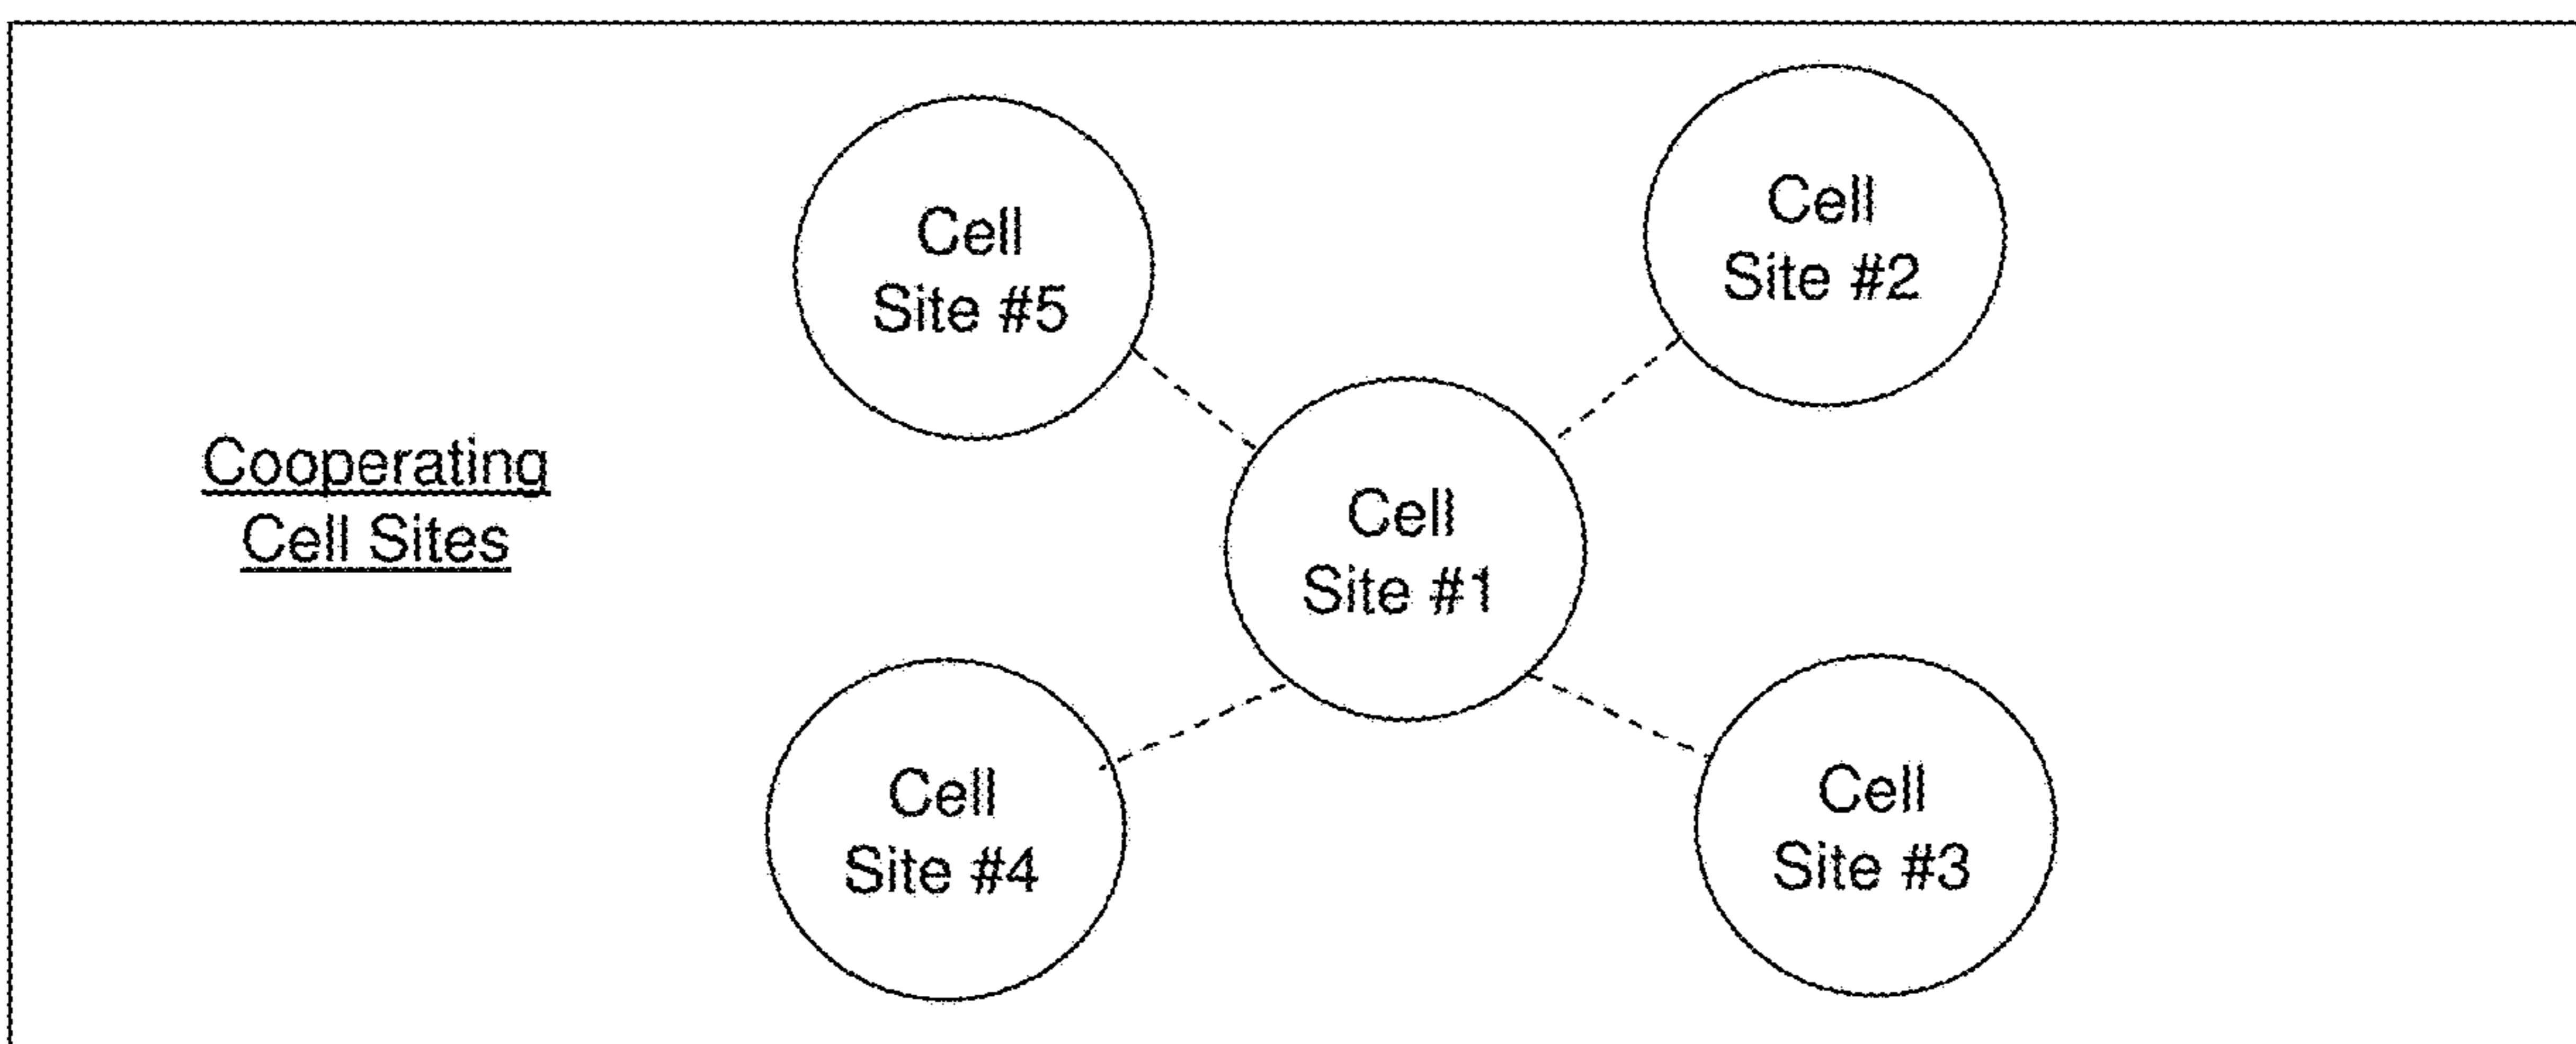 Cooperating
Cell Sites
Cell
Site #5
Cell
Site #2
Cell
Site #1
Cell
Site #4
Cell
Site #3